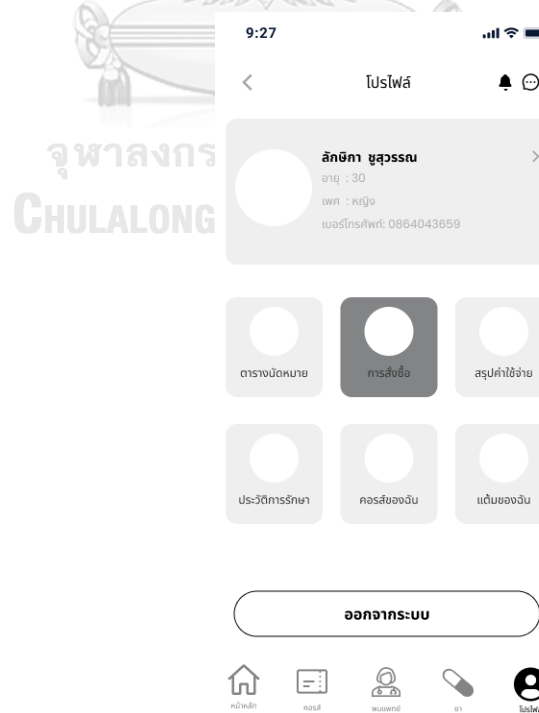 9:27
โปรไฟล์
จุฬาลงกร
CHULALONG
ลักษิกา ชูสุวรรณ
อายุ : 30
เพศ : หญิง
เบอร์โทรศัพท์: 0864043659
ตารางนัดหมาย
การสั่งซื้อ
สรุปค่าใช้จ่าย
ประวัติการรักษา
คอร์สของฉัน
แต้มของฉัน
ออกจากระบบ
หน้าหลัก
คอร์ส
พบแพทย์
ยา
โปรไฟล์